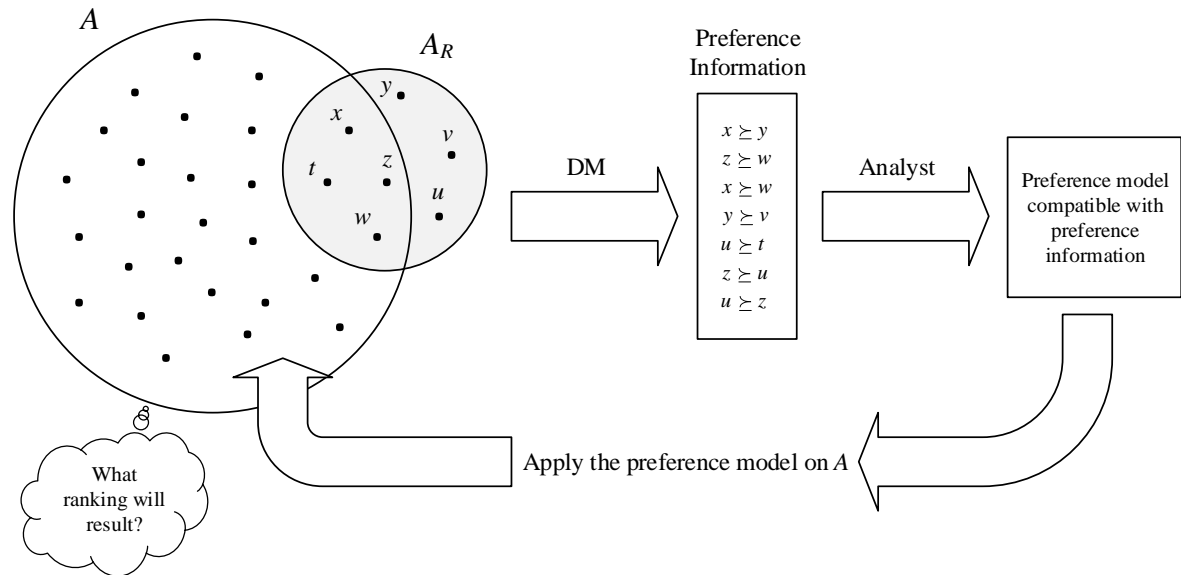 A
A_R
y
x
v
t
z
u
w
DM
Preference
Information
x ≽ y
z ≽ w
x ≽ w
y ≽ v
u ≽ t
z ≽ u
u ≽ z
Analyst
Preference model
compatible with
preference
information
Apply the preference model on A
What
ranking will
result?